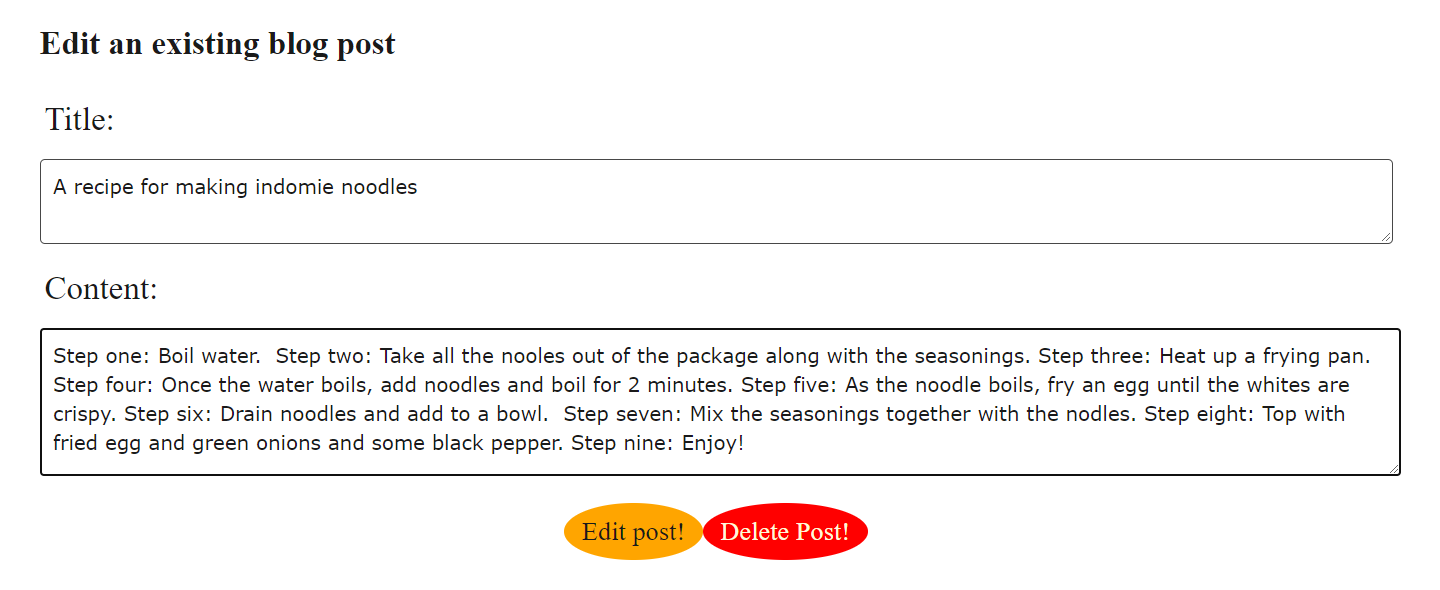 Edit an existing blog post
Title:
A recipe for making indomie noodles
Content:
Step one: Boil water.  Step two: Take all the nooles out of the package along with the seasonings. Step three: Heat up a frying pan.
Step four: Once the water boils, add noodles and boil for 2 minutes. Step five: As the noodle boils, fry an egg until the whites are
crispy. Step six: Drain noodles and add to a bowl.  Step seven: Mix the seasonings together with the nodles. Step eight: Top with
fried egg and green onions and some black pepper. Step nine: Enjoy!
Edit post! Delete Post!